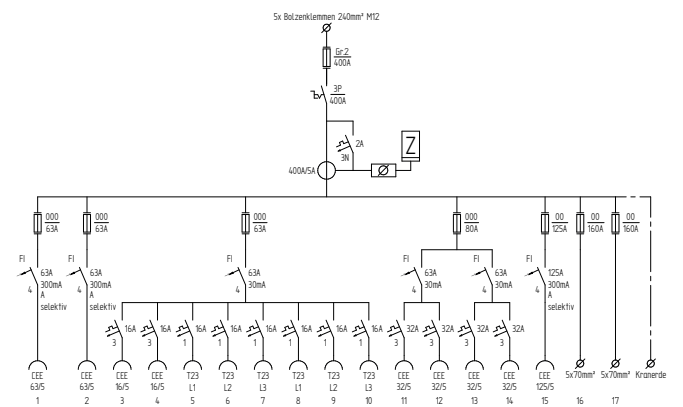 5x Bolzenklemmen 240mm² M12
Gr.2
400A
3P
400A
2A
3N
Z
400A/5A
000 000 000 000 00 00 00
63A 63A 63A 80A 125A 160A 160A
FI FI FI FI FI FI
63A 63A 63A 63A 63A 125A
4 300mA 4 300mA 4 30mA 4 30mA 4 30mA 4 300mA
A A A
selektiv selektiv selektiv
16A 16A 16A 16A 16A 16A 16A 16A 32A 32A 32A 32A
3 3 1 1 1 1 1 1 3 3 3 3
CEE CEE CEE CEE T23 T23 T23 T23 T23 T23 CEE CEE CEE CEE CEE 5x70mm² 5x70mm² Kranerde
63/5 63/5 16/5 16/5 L1 L2 L3 L1 L2 L3 32/5 32/5 32/5 32/5 125/5
1 2 3 4 5 6 7 8 9 10 11 12 13 14 15 16 17